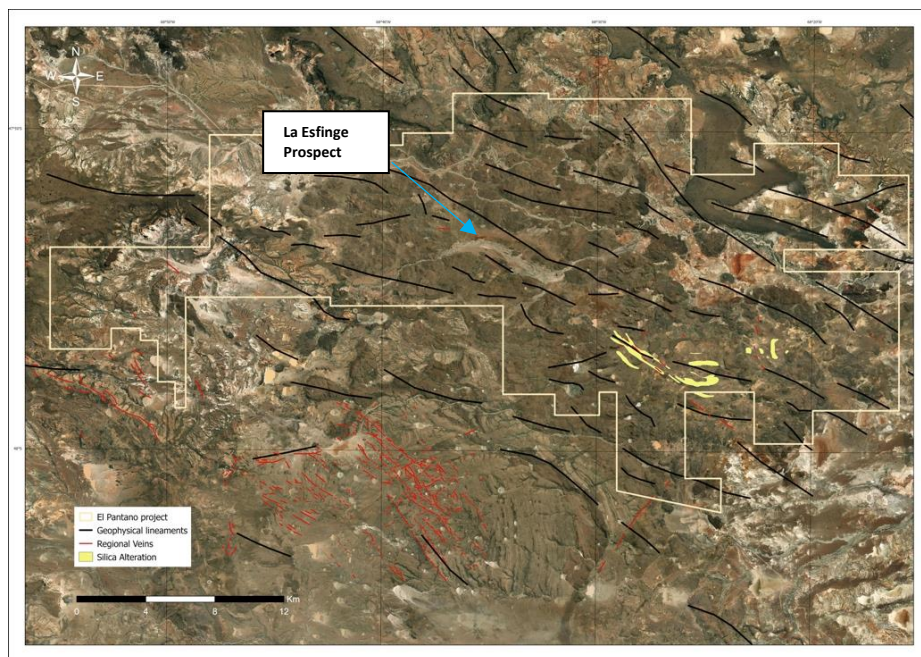 N
W E
S
La Esfinge
Prospect
El Pantano project
Geophysical lineaments
Regional Veins
Silica Alteration
Km
0 4 8 12